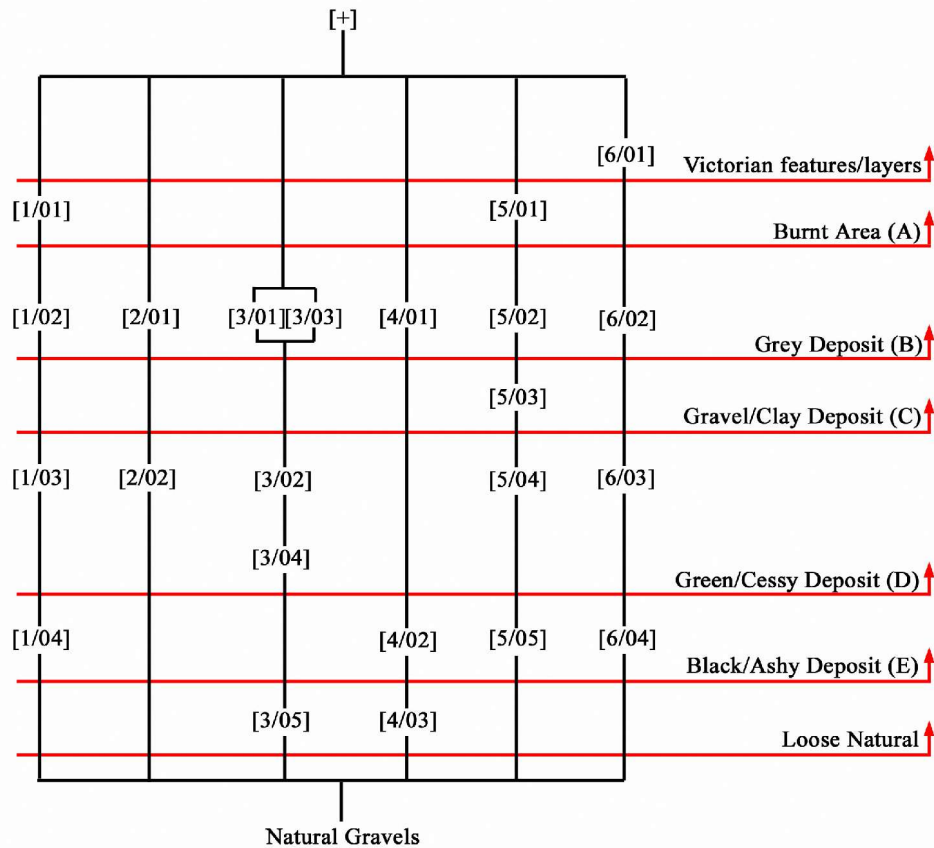 [+]
[6/01]
Victorian features/layers
[1/01] [5/01]
Burnt Area (A)
[1/02] [2/01] [3/01][3/03] [4/01] [5/02] [6/02]
Grey Deposit (B)
[5/03]
Gravel/Clay Deposit (C)
[1/03] [2/02] [3/02] [5/04] [6/03]
[3/04]
Green/Cessy Deposit (D)
[1/04] [4/02] [5/05] [6/04]
Black/Ashy Deposit (E)
[3/05] [4/03]
Loose Natural
Natural Gravels